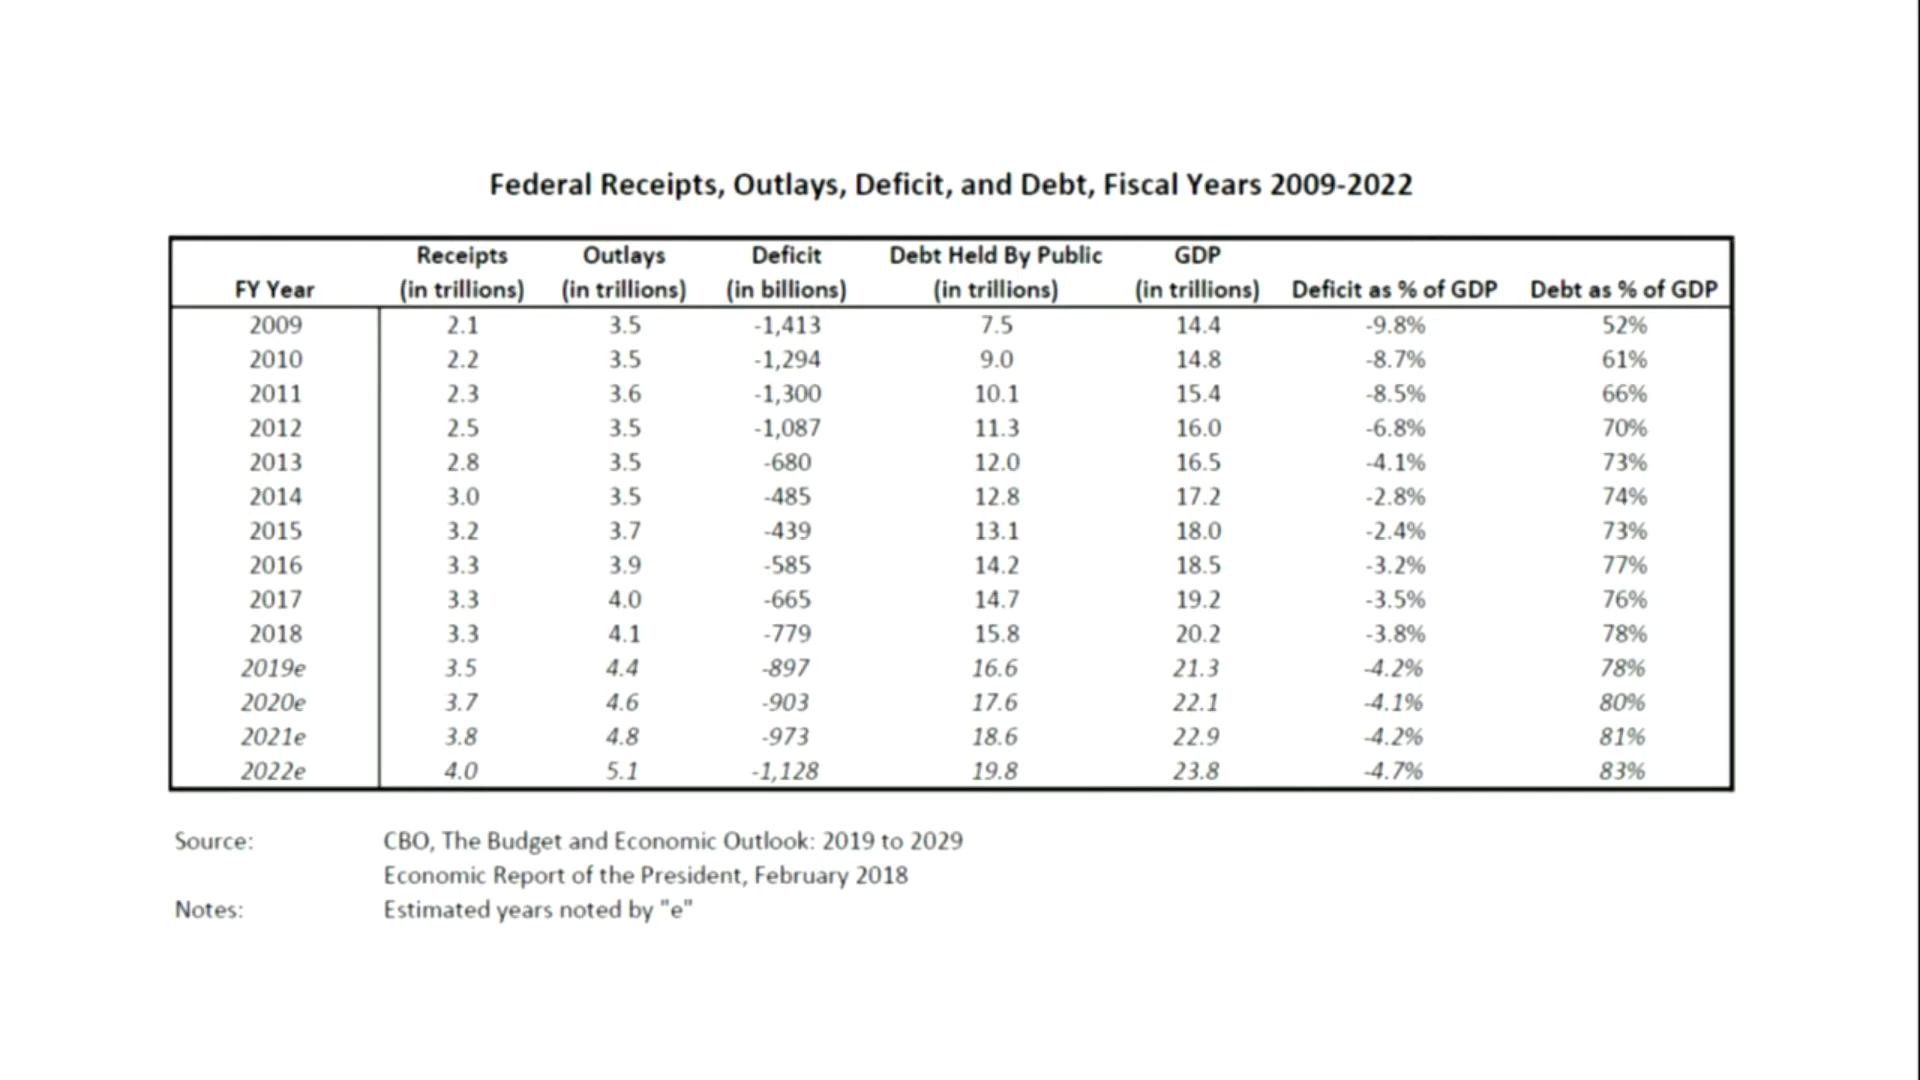 Federal Receipts, Outlays, Deficit, and Debt, Fiscal Years 2009-2022
Receipts Outlays Deficit Debt Held By Public GDP
FY Year (in trillions) (in trillions) (in billions) (in trillions) (in trillions) Deficit as % of GDP Debt as % of GDP
2009 2.1 3.5 -1,413 7.5 14.4 -9.8% 52%
2010 2.2 3.5 -1,294 9.0 14.8 -8.7% 61%
2011 2.3 3.6 -1,300 10.1 15.4 -8.5% 66%
2012 2.5 3.5 -1,087 11.3 16.0 -6.8% 70%
2013 2.8 3.5 -680 12.0 16.5 -4.1% 73%
2014 3.0 3.5 -485 12.8 17.2 -2.8% 74%
2015 3.2 3.7 -439 13.1 18.0 -2.4% 73%
2016 3.3 3.9 -585 14.2 18.5 -3.2% 77%
2017 3.3 4.0 -665 14.7 19.2 -3.5% 76%
2018 3.3 4.1 -779 15.8 20.2 -3.8% 78%
2019e 3.5 4.4 -897 16.6 21.3 -4.2% 78%
2020e 3.7 4.6 -903 17.6 22.1 -4.1% 80%
2021e 3.8 4.8 -973 18.6 22.9 -4.2% 81%
2022e 4.0 5.1 -1,128 19.8 23.8 -4.7% 83%
Source: CBO, The Budget and Economic Outlook: 2019 to 2029
Economic Report of the President, February 2018
Notes: Estimated years noted by "e"